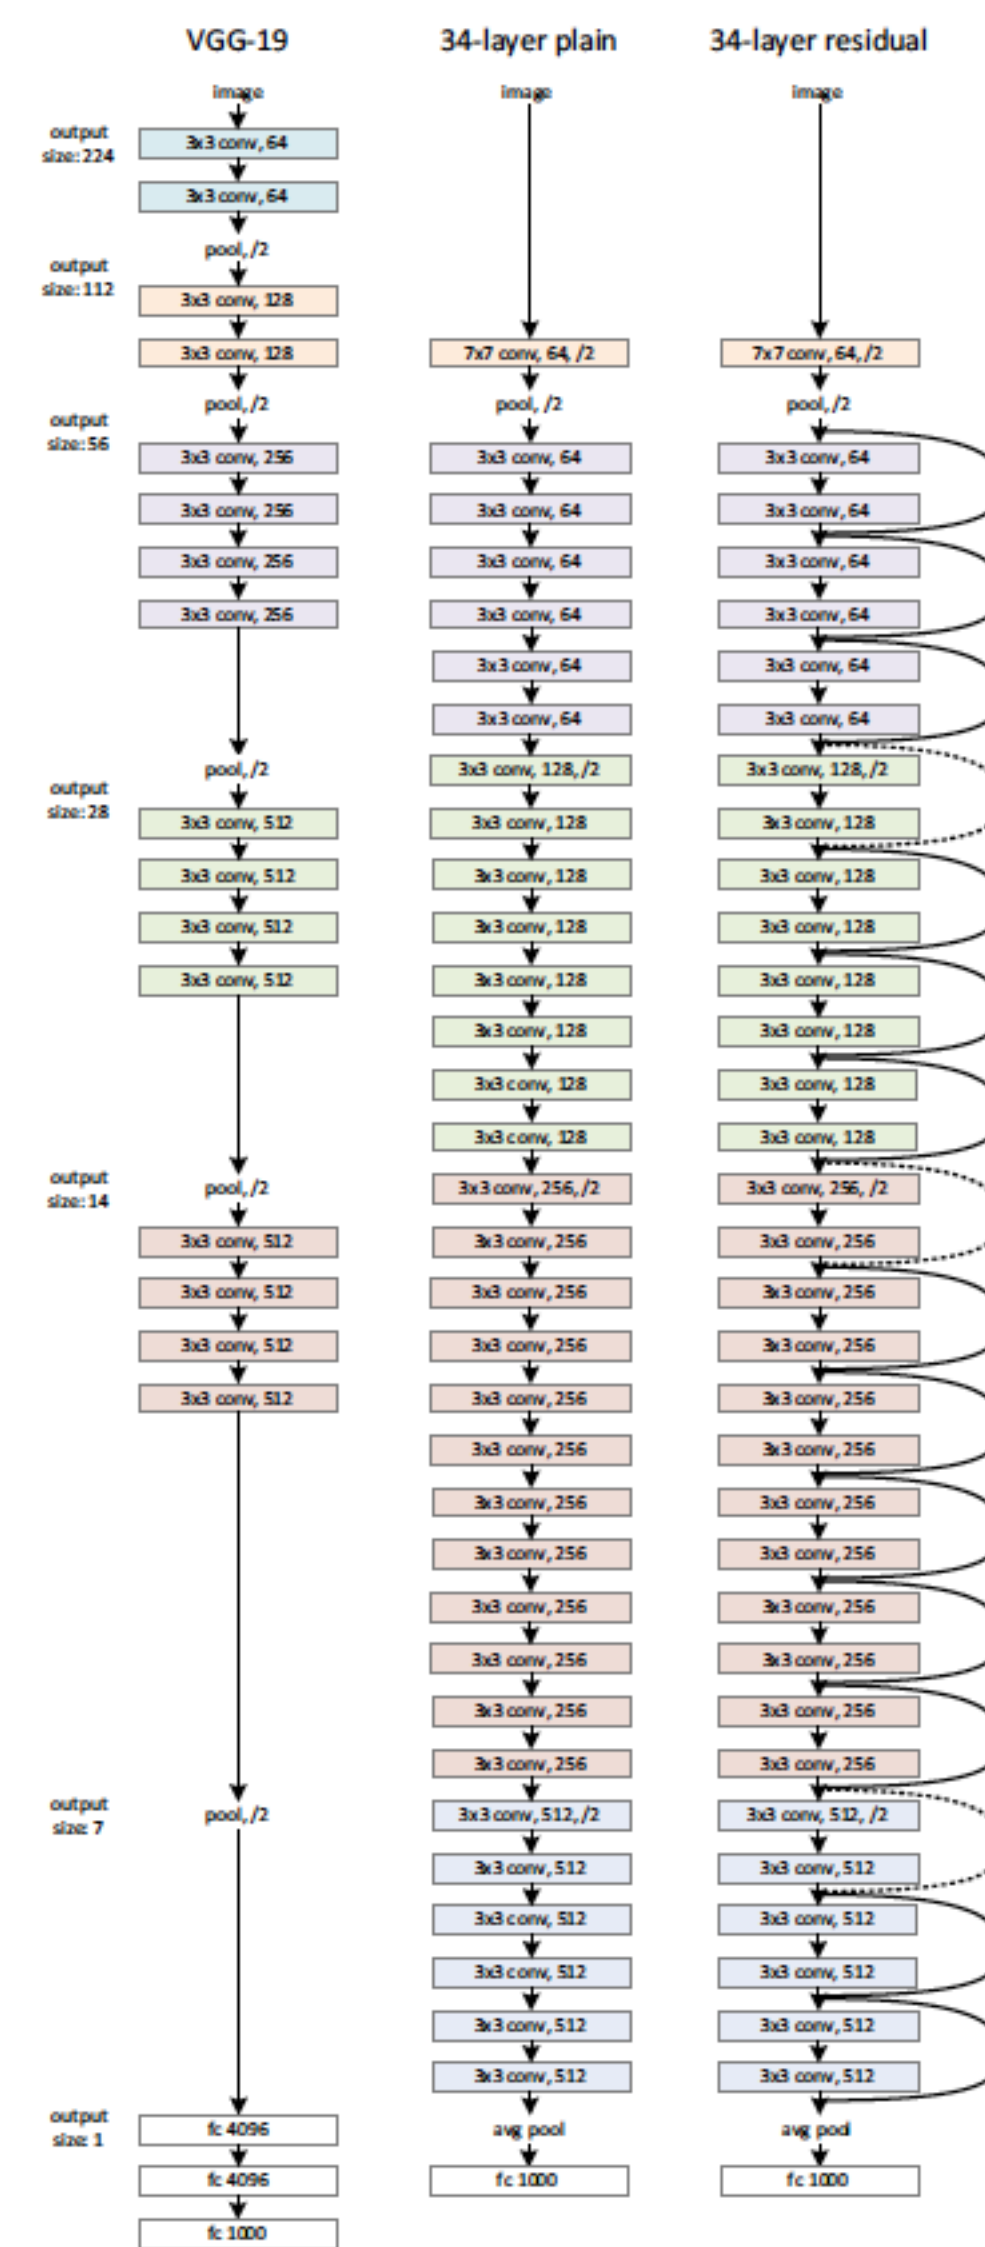 VGG-19
image
output
size: 224
3x3 conv, 64
3x3 conv, 64
pool, /2
output
size: 112
3x3 conv, 128
3x3 conv, 128
pool, /2
output
size: 56
3x3 conv, 256
3x3 conv, 256
3x3 conv, 256
3x3 conv, 256
pool, /2
output
size: 28
3x3 conv, 512
3x3 conv, 512
3x3 conv, 512
3x3 conv, 512
output
size: 14
pool, /2
3x3 conv, 512
3x3 conv, 512
3x3 conv, 512
3x3 conv, 512
output
size: 7
pool, /2
output
size: 1
fc 4096
fc 4096
fc 1000
34-layer plain
image
7x7 conv, 64, /2
pool, /2
3x3 conv, 64
3x3 conv, 64
3x3 conv, 64
3x3 conv, 64
3x3 conv, 64
3x3 conv, 64
3x3 conv, 128, /2
3x3 conv, 128
3x3 conv, 128
3x3 conv, 128
3x3 conv, 128
3x3 conv, 128
3x3 conv, 128
3x3 conv, 128
3x3 conv, 256, /2
3x3 conv, 256
3x3 conv, 256
3x3 conv, 256
3x3 conv, 256
3x3 conv, 256
3x3 conv, 256
3x3 conv, 256
3x3 conv, 256
3x3 conv, 256
3x3 conv, 256
3x3 conv, 256
3x3 conv, 512, /2
3x3 conv, 512
3x3 conv, 512
3x3 conv, 512
3x3 conv, 512
3x3 conv, 512
avg pool
fc 1000
34-layer residual
image
7x7 conv, 64, /2
pool, /2
3x3 conv, 64
3x3 conv, 64
3x3 conv, 64
3x3 conv, 64
3x3 conv, 64
3x3 conv, 64
3x3 conv, 128, /2
3x3 conv, 128
3x3 conv, 128
3x3 conv, 128
3x3 conv, 128
3x3 conv, 128
3x3 conv, 128
3x3 conv, 128
3x3 conv, 256, /2
3x3 conv, 256
3x3 conv, 256
3x3 conv, 256
3x3 conv, 256
3x3 conv, 256
3x3 conv, 256
3x3 conv, 256
3x3 conv, 256
3x3 conv, 256
3x3 conv, 256
3x3 conv, 256
3x3 conv, 512, /2
3x3 conv, 512
3x3 conv, 512
3x3 conv, 512
3x3 conv, 512
3x3 conv, 512
avg pool
fc 1000